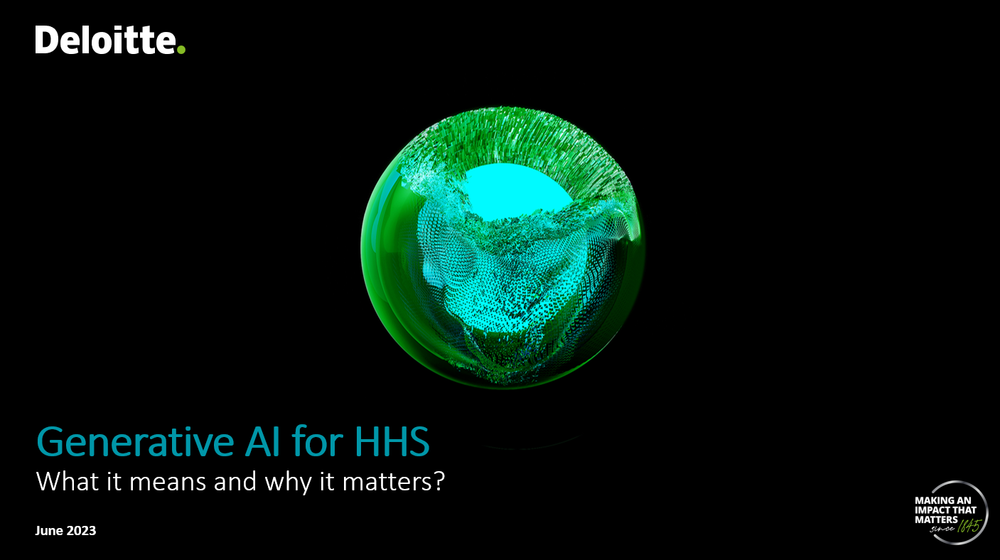 Deloitte.
Generative AI for HHS
What it means and why it matters?
June 2023
MAKING AN
IMPACT THAT
MATTERS
since 1845